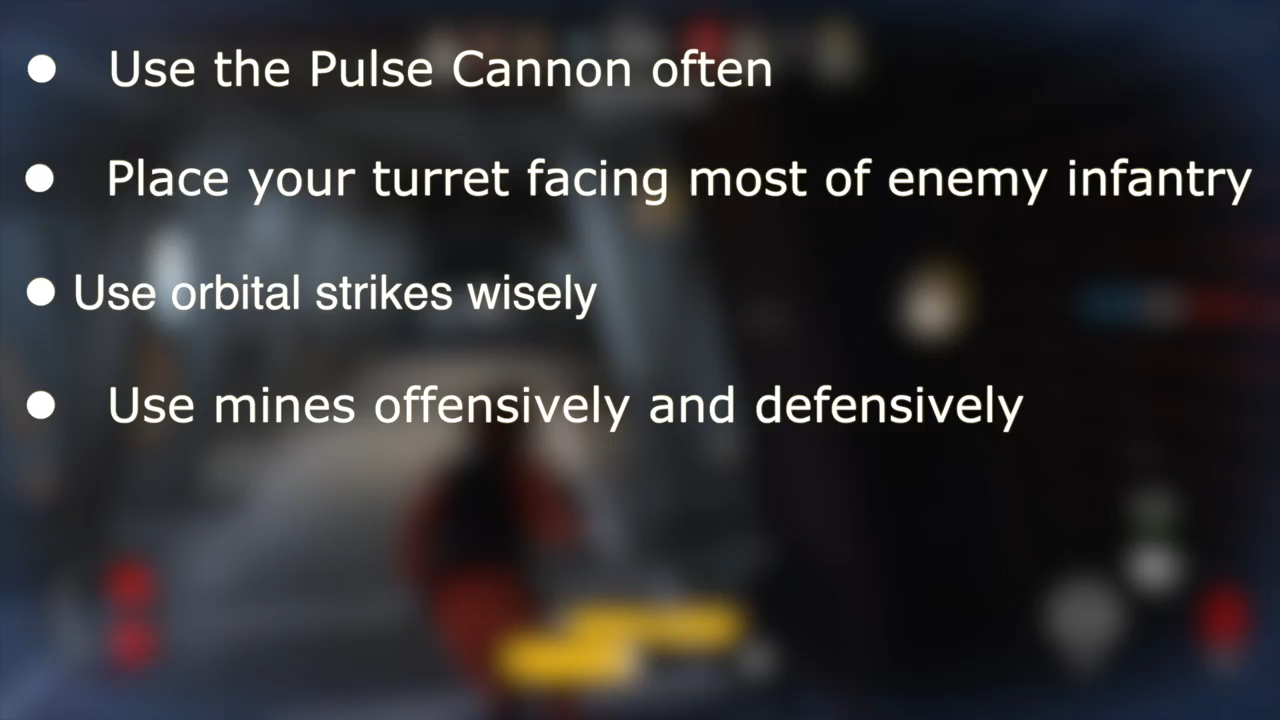 ● Use the Pulse Cannon often
● Place your turret facing most of enemy infantry
● Use orbital strikes wisely
● Use mines offensively and defensively